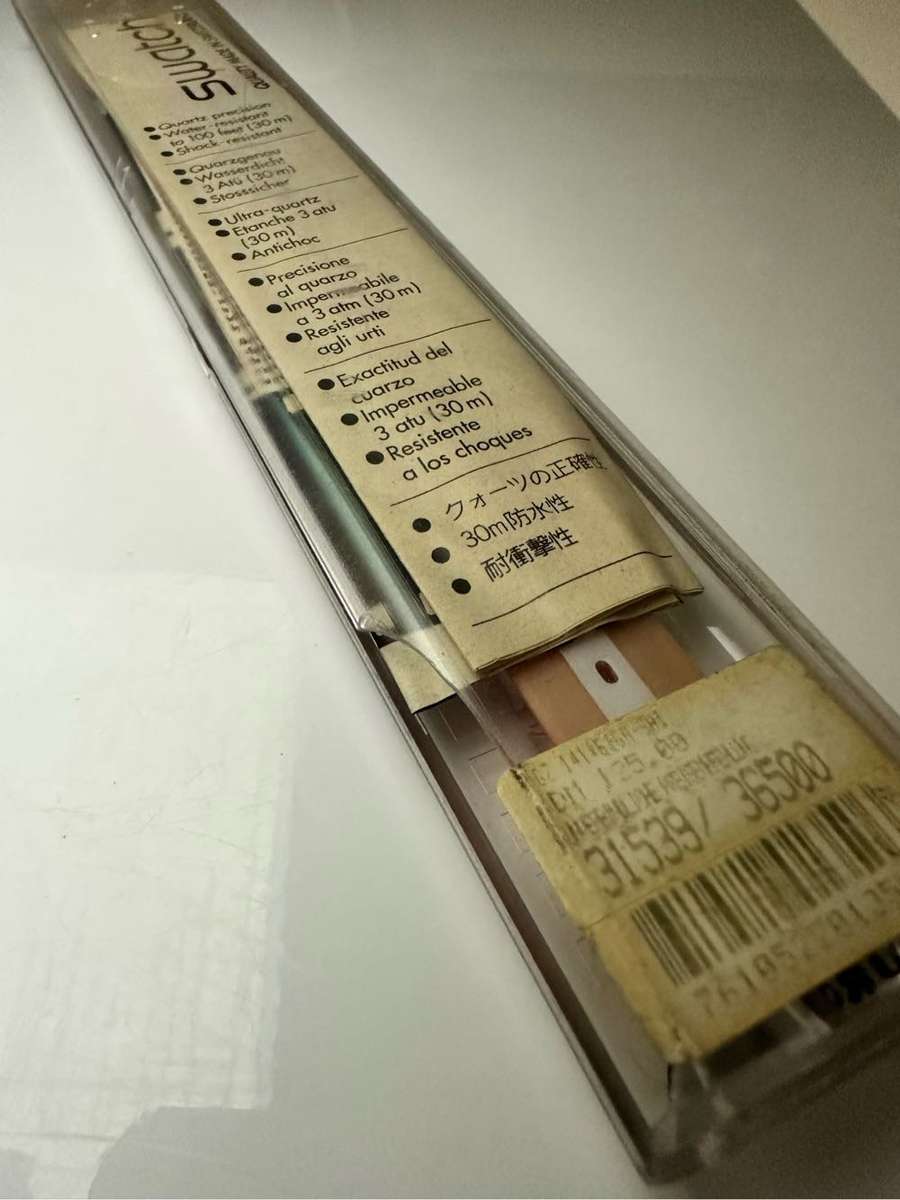 swatch
• Quartz precision
• Water-resistant
to 100 feet (30 m)
• Shock-resistant
• Quarzgenau
• Wasserdicht
3 Atü (30 m)
• Stosssicher
• Ultra-quartz
• Etanche 3 atu
(30 m)
• Antichoc
• Precisione
al quarzo
a 3 atm (30 m)
• Resistente
agli urti
• Exactitud del
cuarzo
• Impermeable
3 atu (30 m)
• Resistente
a los choques
• クォーツの正確性
• 30m防水性
• 耐衝撃性
125.00
31539/ 36500